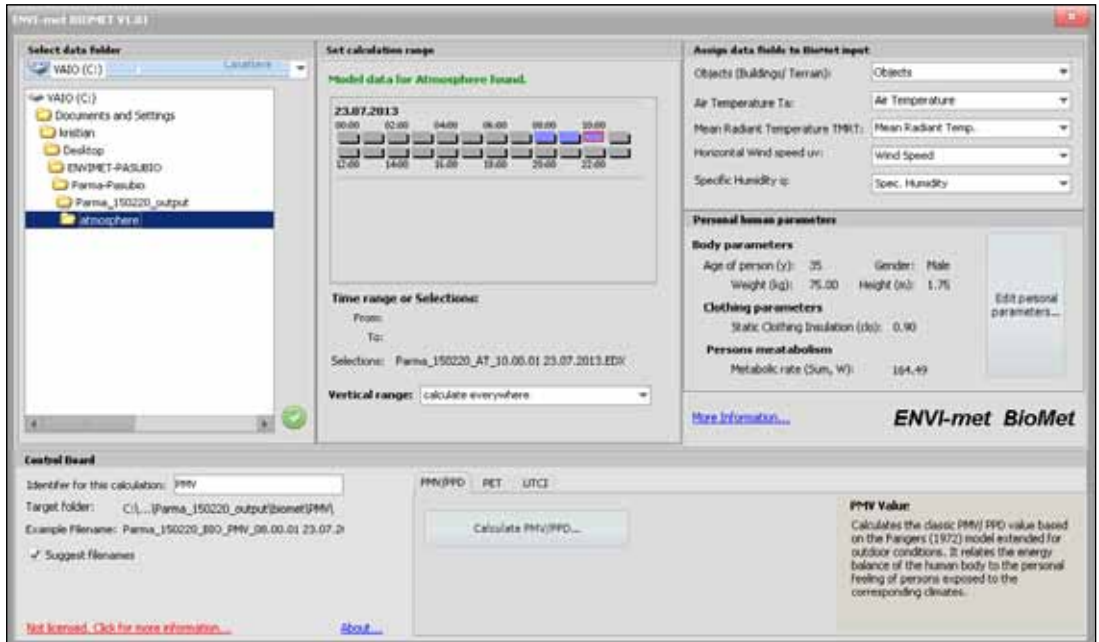 ENVI-met BIOMET V1.01
Select data folder
VAIO (C:)
VAIO (C:)
Documents and Settings
kristian
Desktop
ENVIMET-PASUBIO
Parma-Pasubio
Parma_150220_output
atmosphere
Set calculation range
Model data for Atmosphere found.
23.07.2013
00:00 02:00 04:00 06:00 08:00 10:00
12:00 14:00 16:00 18:00 20:00 22:00
Time range or Selections:
From:
To:
Selections: Parma_150220_AT_10.00.01 23.07.2013.EDX
Vertical range: calculate everywhere
Assign data fields to BioMet input
Objects (Buildings/ Terrain): Objects
Air Temperature Ta: Air Temperature
Mean Radiant Temperature TMRT: Mean Radiant Temp.
Horizontal Wind speed uv: Wind Speed
Specific Humidity q: Spec. Humidity
Personal human parameters
Body parameters
Age of person (y): 35 Gender: Male
Weight (kg): 75.00 Height (m): 1.75
Clothing parameters
Static Clothing Insulation (clo): 0.90
Persons meatabolism
Metabolic rate (Sum, W): 164.49
Edit personal
parameters...
More Information...
ENVI-met BioMet
Control Board
Identifer for this calculation: PMV
Target folder: C:\...\Parma_150220_output\biomet\PMV\
Example Filename: Parma_150220_BIO_PMV_08.00.01 23.07.2
Suggest filenames
Not licensed. Click for more information...
About...
PMV/PPD PET UTCI
Calculate PMV/PPD...
PMV Value
Calculates the classic PMV/ PPD value based
on the Fangers (1972) model extended for
outdoor conditions. It relates the energy
balance of the human body to the personal
feeling of persons exposed to the
corresponding climates.